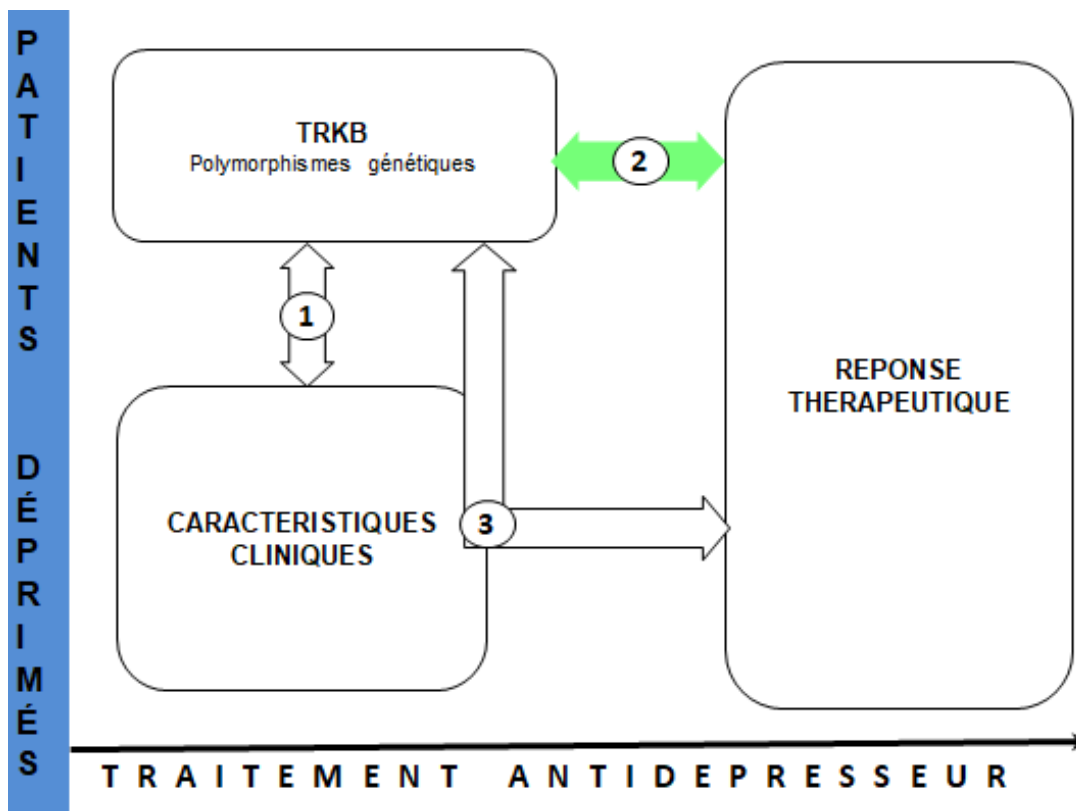 PATIENTS DÉPRIMÉS
TRKB
Polymorphismes génétiques
2
1
REPONSE
THERAPEUTIQUE
CARACTERISTIQUES
CLINIQUES
3
TRAITEMENT ANTIDEPRESSEUR